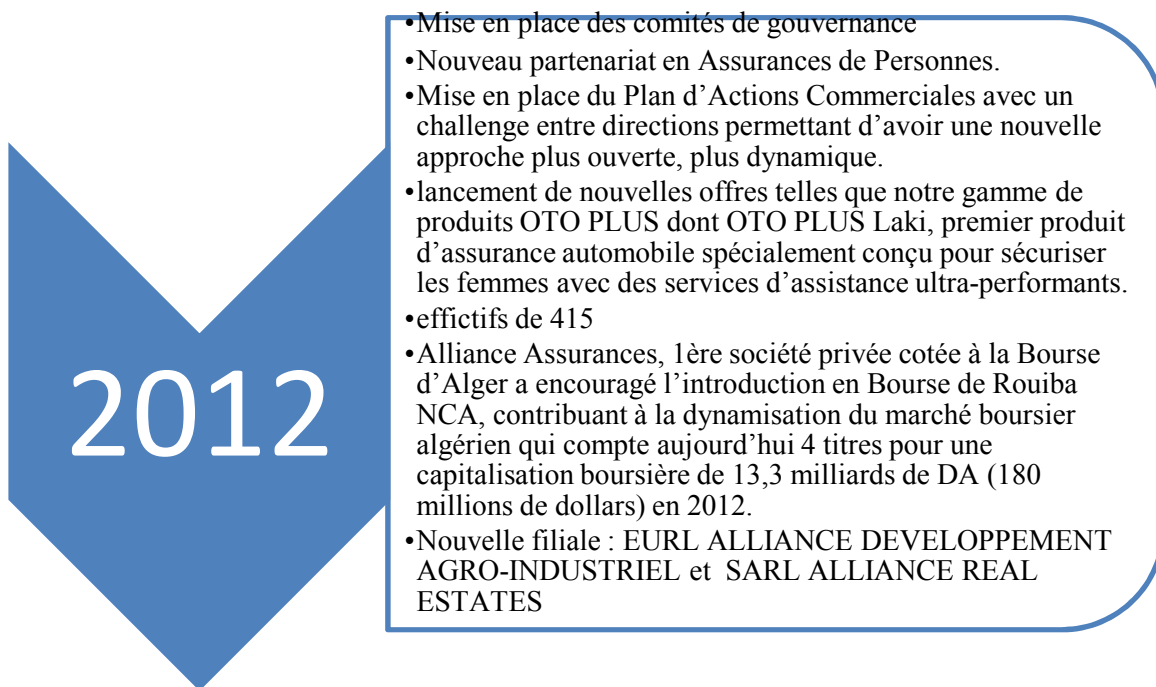 2012
•Mise en place des comités de gouvernance
•Nouveau partenariat en Assurances de Personnes.
•Mise en place du Plan d’Actions Commerciales avec un
challenge entre directions permettant d’avoir une nouvelle
approche plus ouverte, plus dynamique.
•lancement de nouvelles offres telles que notre gamme de
produits OTO PLUS dont OTO PLUS Laki, premier produit
d’assurance automobile spécialement conçu pour sécuriser
les femmes avec des services d’assistance ultra-performants.
•effictifs de 415
•Alliance Assurances, 1ère société privée cotée à la Bourse
d’Alger a encouragé l’introduction en Bourse de Rouiba
NCA, contribuant à la dynamisation du marché boursier
algérien qui compte aujourd’hui 4 titres pour une
capitalisation boursière de 13,3 milliards de DA (180
millions de dollars) en 2012.
•Nouvelle filiale : EURL ALLIANCE DEVELOPPEMENT
AGRO-INDUSTRIEL et SARL ALLIANCE REAL
ESTATES